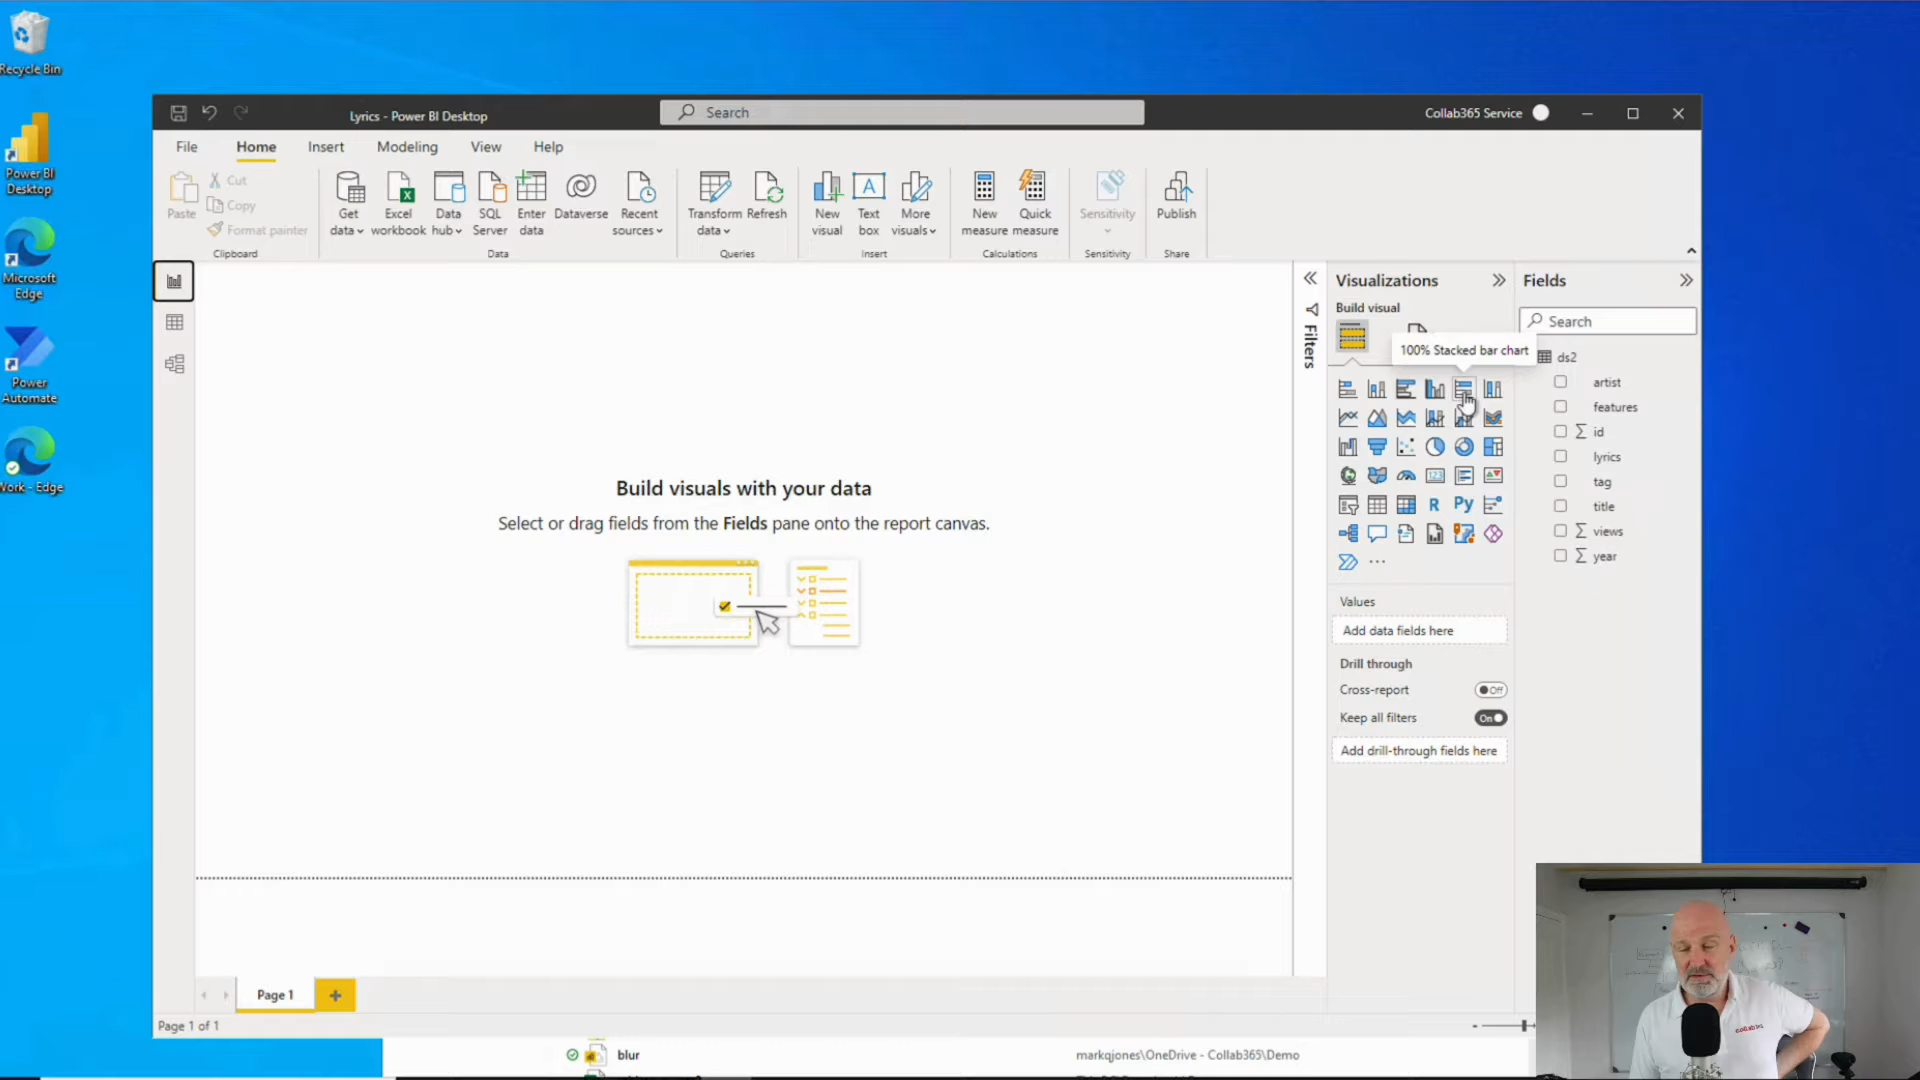 Recycle Bin
Power BI
Desktop
Microsoft
Edge
Power
Automate
Work - Edge
Lyrics - Power BI Desktop
Search
Collab365 Service
File
Home
Insert
Modeling
View
Help
Paste
Cut
Copy
Format painter
Clipboard
Get
data
Excel
workbook
Data
hub
SQL
Server
Enter
data
Dataverse
Recent
sources
Data
Transform
data
Refresh
Queries
New
visual
Text
box
More
visuals
Insert
New
measure
Quick
measure
Calculations
Sensitivity
Sensitivity
Publish
Share
Filters
Visualizations
Build visual
100% Stacked bar chart
R
Py
123
Values
Add data fields here
Drill through
Cross-report
Off
Keep all filters
On
Add drill-through fields here
Fields
Search
ds2
artist
features
Σ id
lyrics
tag
title
Σ views
Σ year
Build visuals with your data
Select or drag fields from the Fields pane onto the report canvas.
Page 1
Page 1 of 1
blur
markqjones\OneDrive - Collab365\Demo
collab365